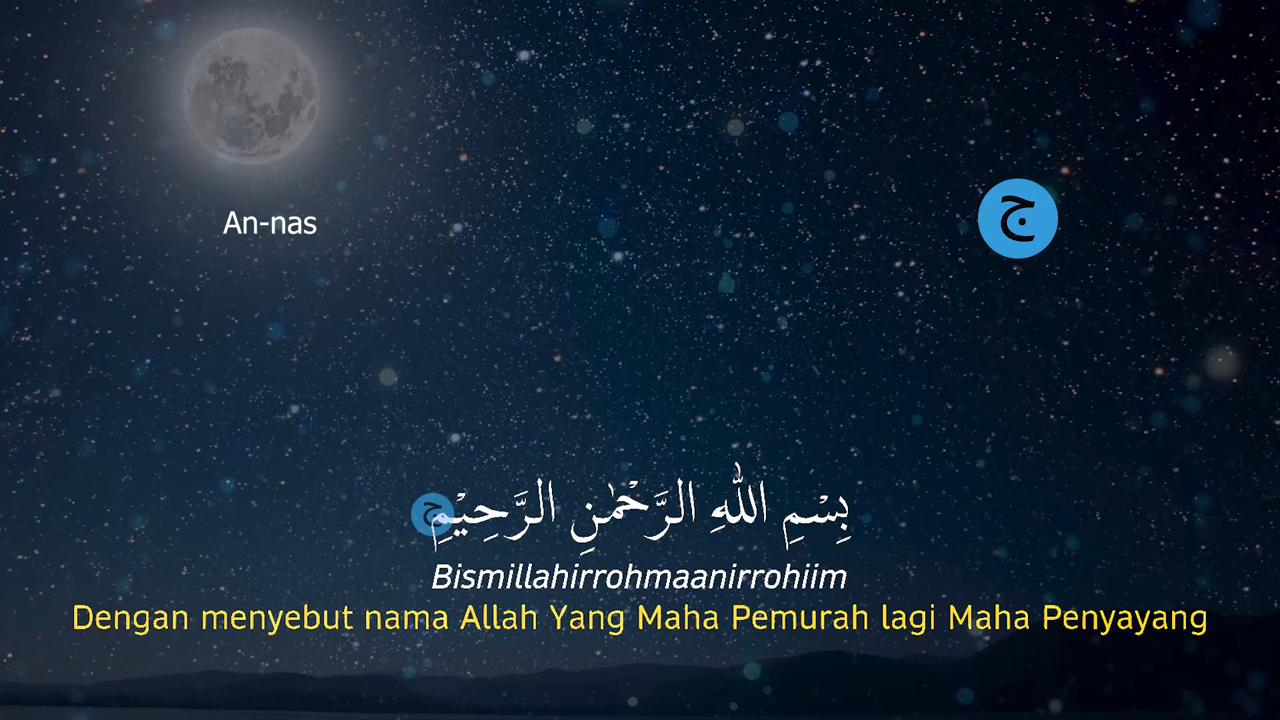 An-nas
ج
بِسْمِ اللّٰهِ الرَّحْمٰنِ الرَّحِيْمِ ج
Bismillahirrohmaanirrohiim
Dengan menyebut nama Allah Yang Maha Pemurah lagi Maha Penyayang